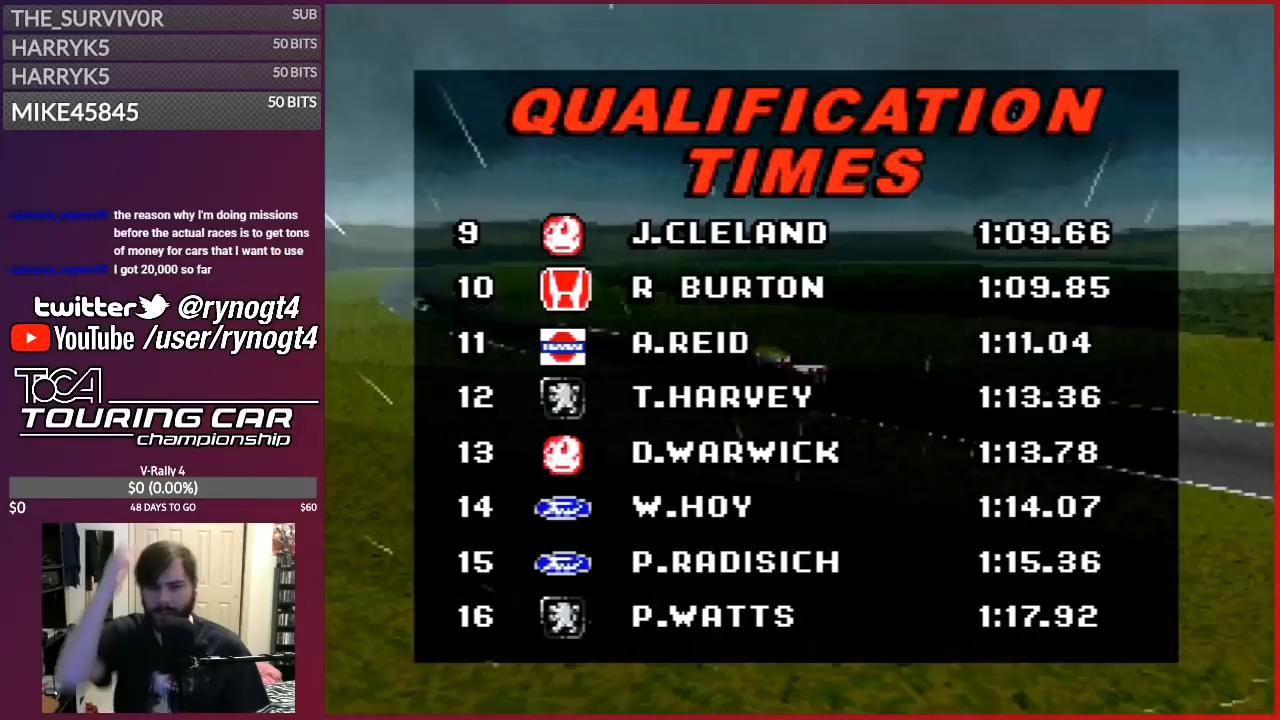 THE_SURVIV0R SUB
HARRYK5 50 BITS
HARRYK5 50 BITS
MIKE45845 50 BITS
the reason why I'm doing missions
before the actual races is to get tons
of money for cars that I want to use
I got 20,000 so far
twitter @rynogt4
YouTube /user/rynogt4
TOCA
TOURING CAR
championship
V-Rally 4
$0 (0.00%)
$0 48 DAYS TO GO $60
QUALIFICATION
TIMES
9 J.CLELAND 1:09.66
10 R BURTON 1:09.85
11 A.REID 1:11.04
12 T.HARVEY 1:13.36
13 D.WARWICK 1:13.78
14 W.HOY 1:14.07
15 P.RADISICH 1:15.36
16 P.WATTS 1:17.92